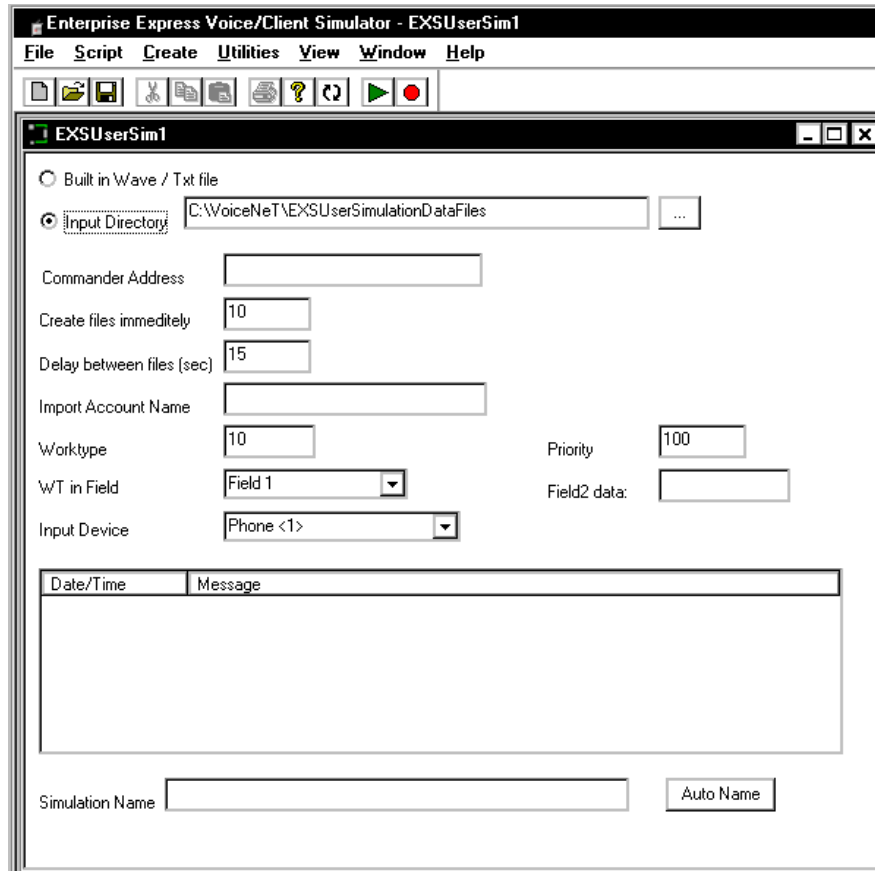 Enterprise Express Voice/Client Simulator - EXSUserSim1
File Script Create Utilities View Window Help
EXSUserSim1
Built in Wave / Txt file
Input Directory C:\VoiceNeT\EXSUserSimulationDataFiles ...
Commander Address
Create files immeditely 10
Delay between files (sec) 15
Import Account Name
Worktype 10 Priority 100
WT in Field Field 1 Field2 data:
Input Device Phone <1>
Date/Time Message
Simulation Name Auto Name